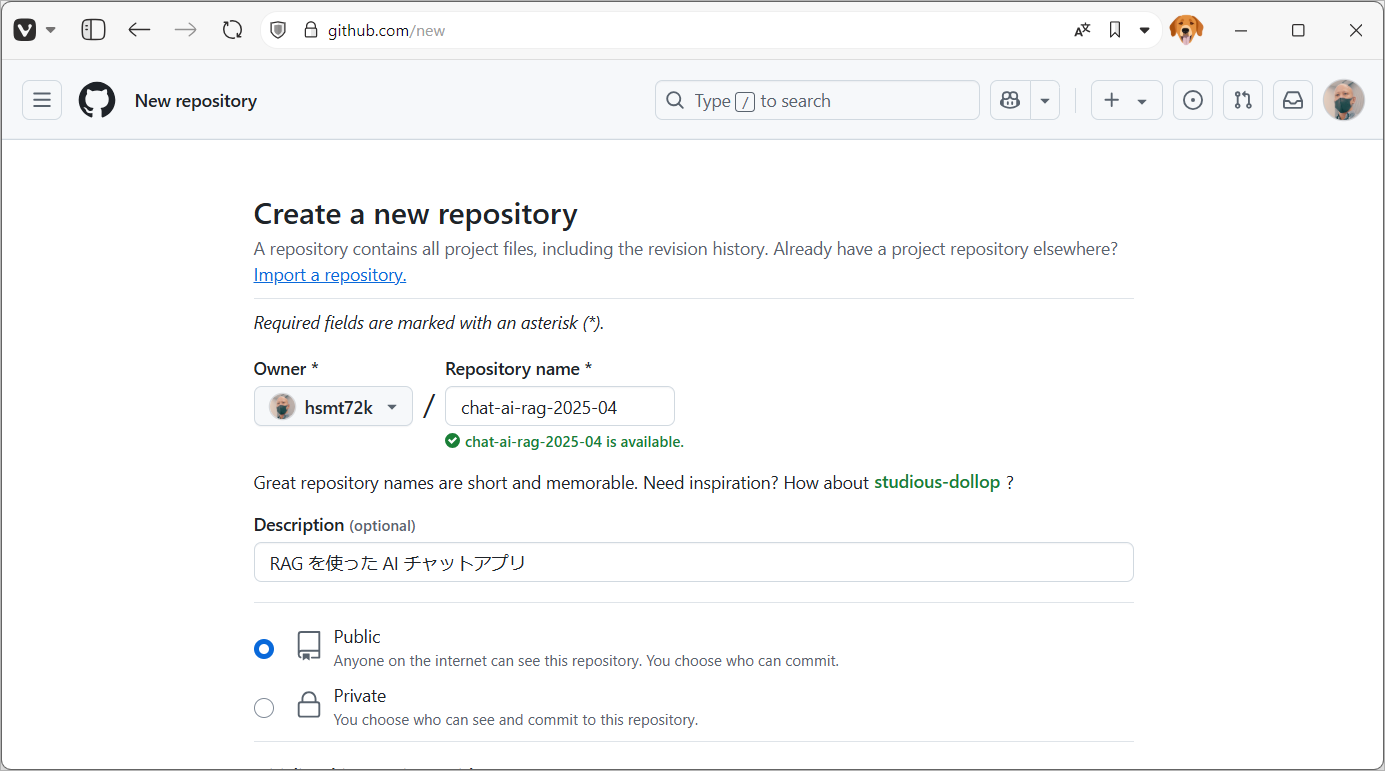 github.com/new
New repository
Type / to search
Create a new repository
A repository contains all project files, including the revision history. Already have a project repository elsewhere?
Import a repository.
Required fields are marked with an asterisk (*).
Owner *
Repository name *
hsmt72k
/
chat-ai-rag-2025-04
chat-ai-rag-2025-04 is available.
Great repository names are short and memorable. Need inspiration? How about studious-dollop ?
Description (optional)
RAG を使った AI チャットアプリ
Public
Anyone on the internet can see this repository. You choose who can commit.
Private
You choose who can see and commit to this repository.